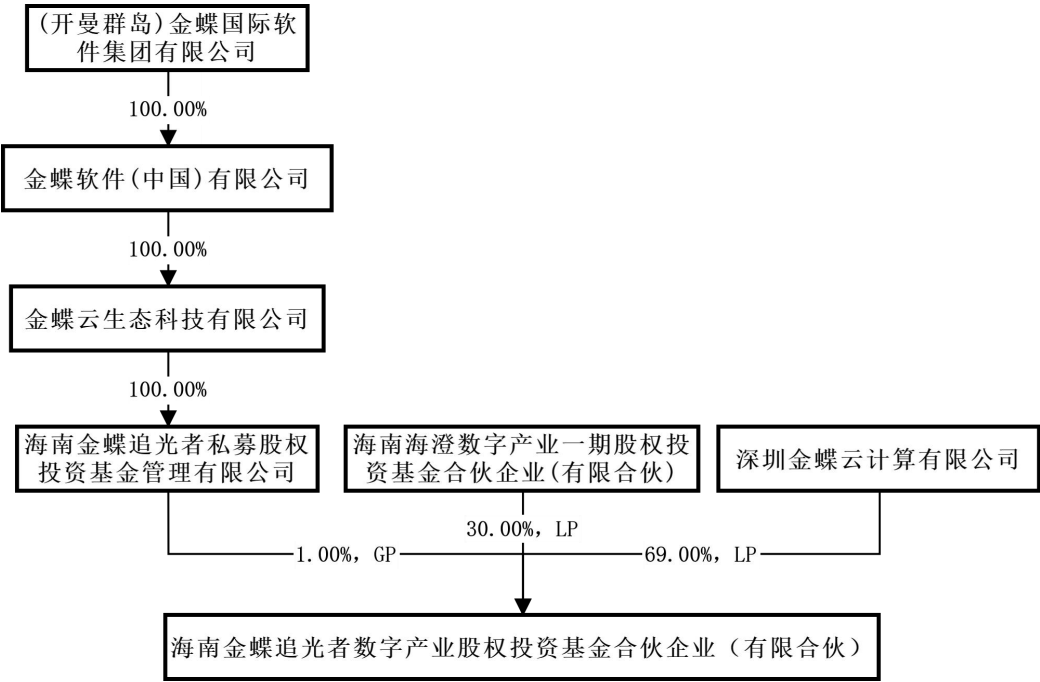 (开曼群岛)金蝶国际软
件集团有限公司
100.00%
金蝶软件(中国)有限公司
100.00%
金蝶云生态科技有限公司
100.00%
海南金蝶追光者私募股权
投资基金管理有限公司
海南海澄数字产业一期股权投
资基金合伙企业(有限合伙)
深圳金蝶云计算有限公司
30.00%, LP
1.00%, GP
69.00%, LP
海南金蝶追光者数字产业股权投资基金合伙企业（有限合伙）